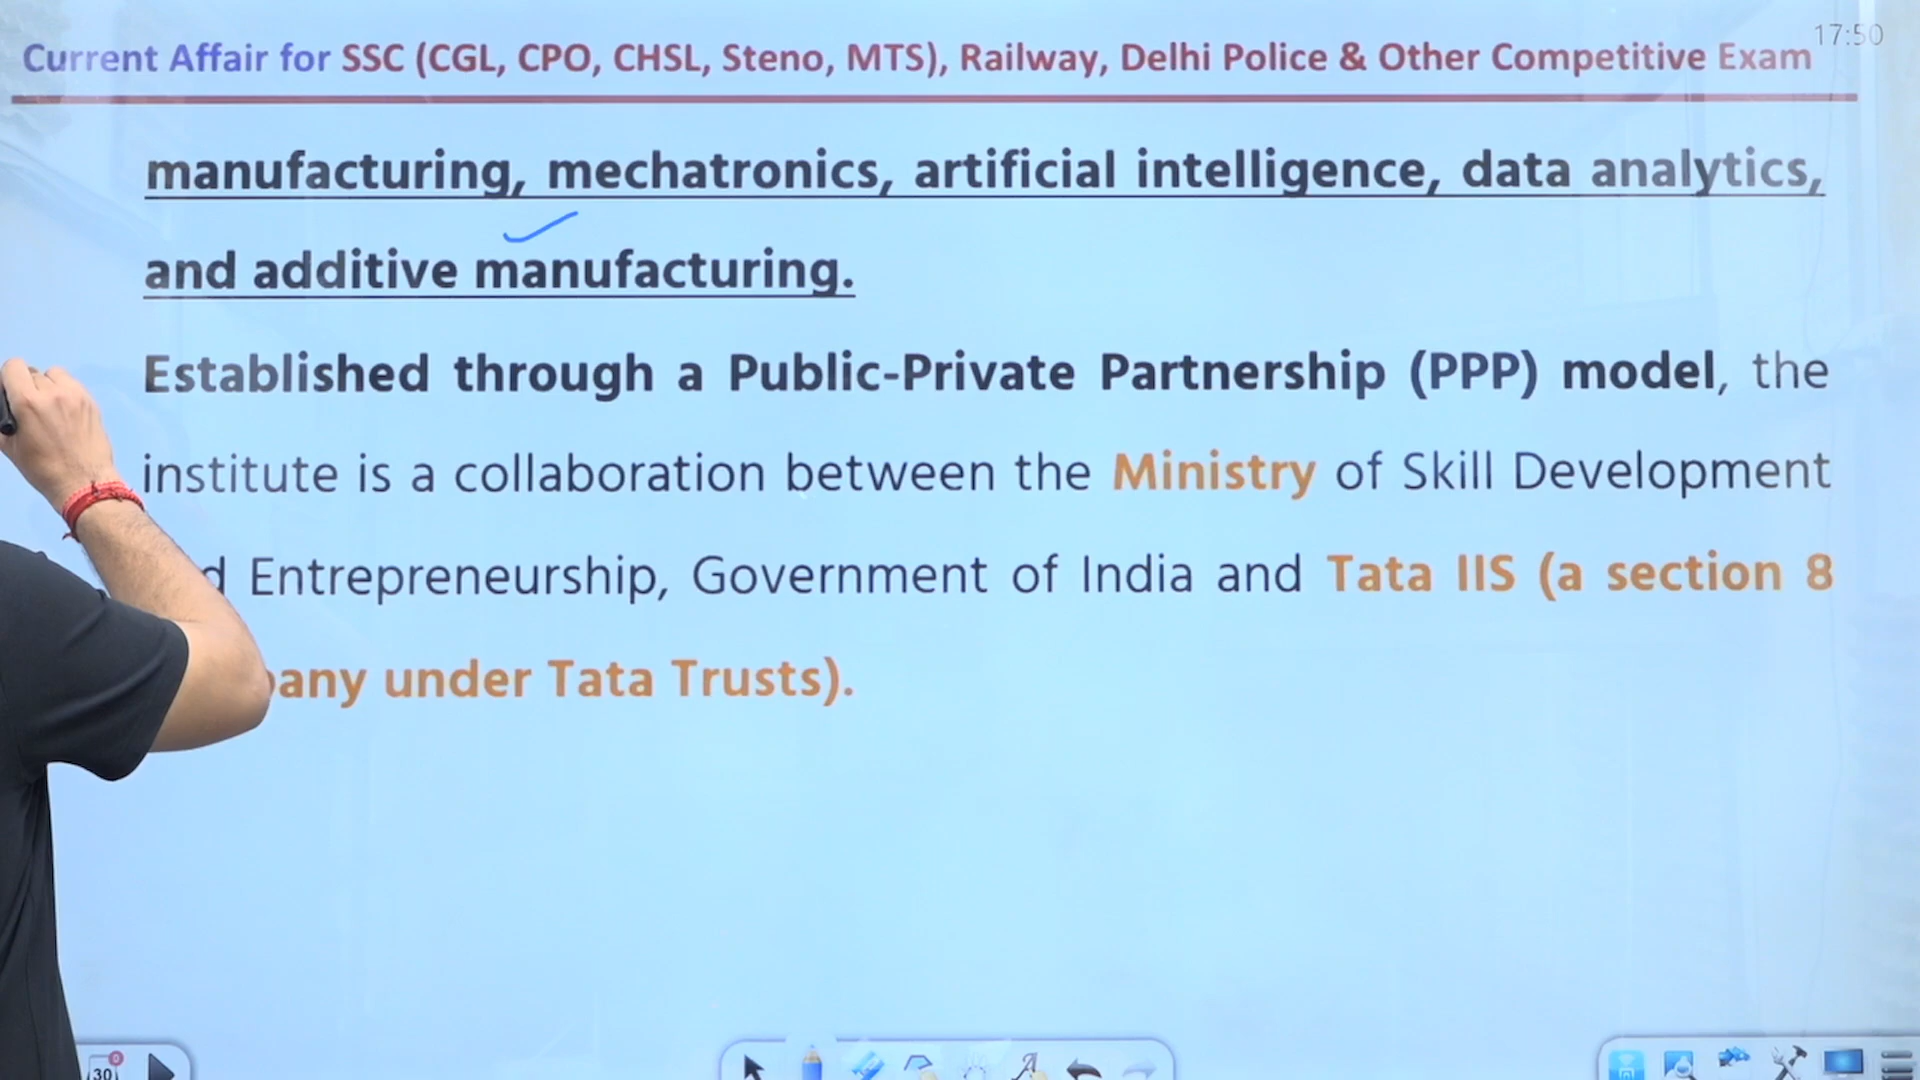 17:50
Current Affair for SSC (CGL, CPO, CHSL, Steno, MTS), Railway, Delhi Police & Other Competitive Exam
manufacturing, mechatronics, artificial intelligence, data analytics,
and additive manufacturing.
Established through a Public-Private Partnership (PPP) model, the
institute is a collaboration between the Ministry of Skill Development
Entrepreneurship, Government of India and Tata IIS (a section 8
under Tata Trusts).
30
0